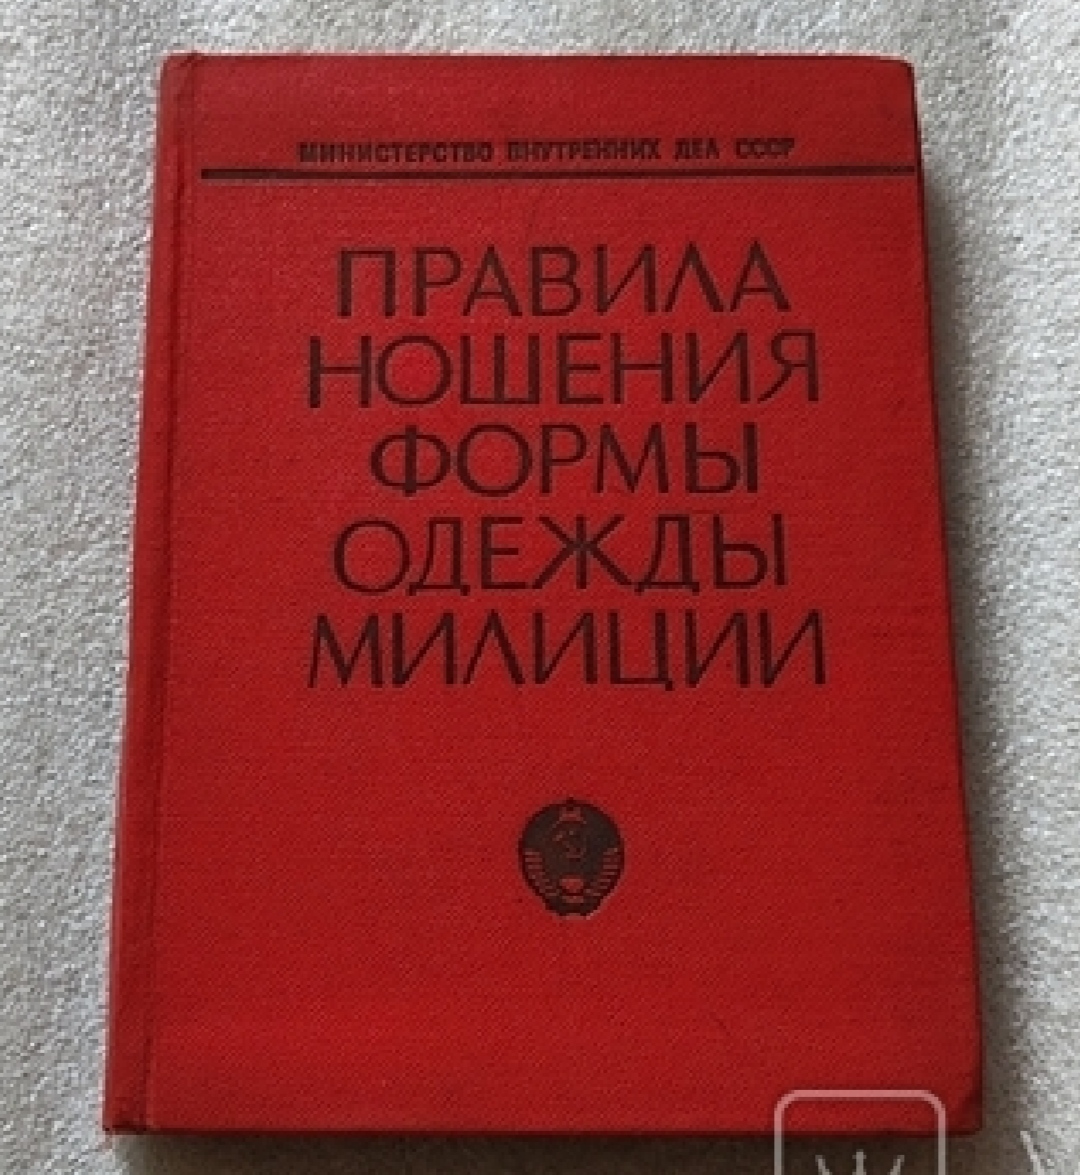 МИНИСТЕРСТВО ВНУТРЕННИХ ДЕЛ СССР
ПРАВИЛА
НОШЕНИЯ
ФОРМЫ
ОДЕЖДЫ
МИЛИЦИИ